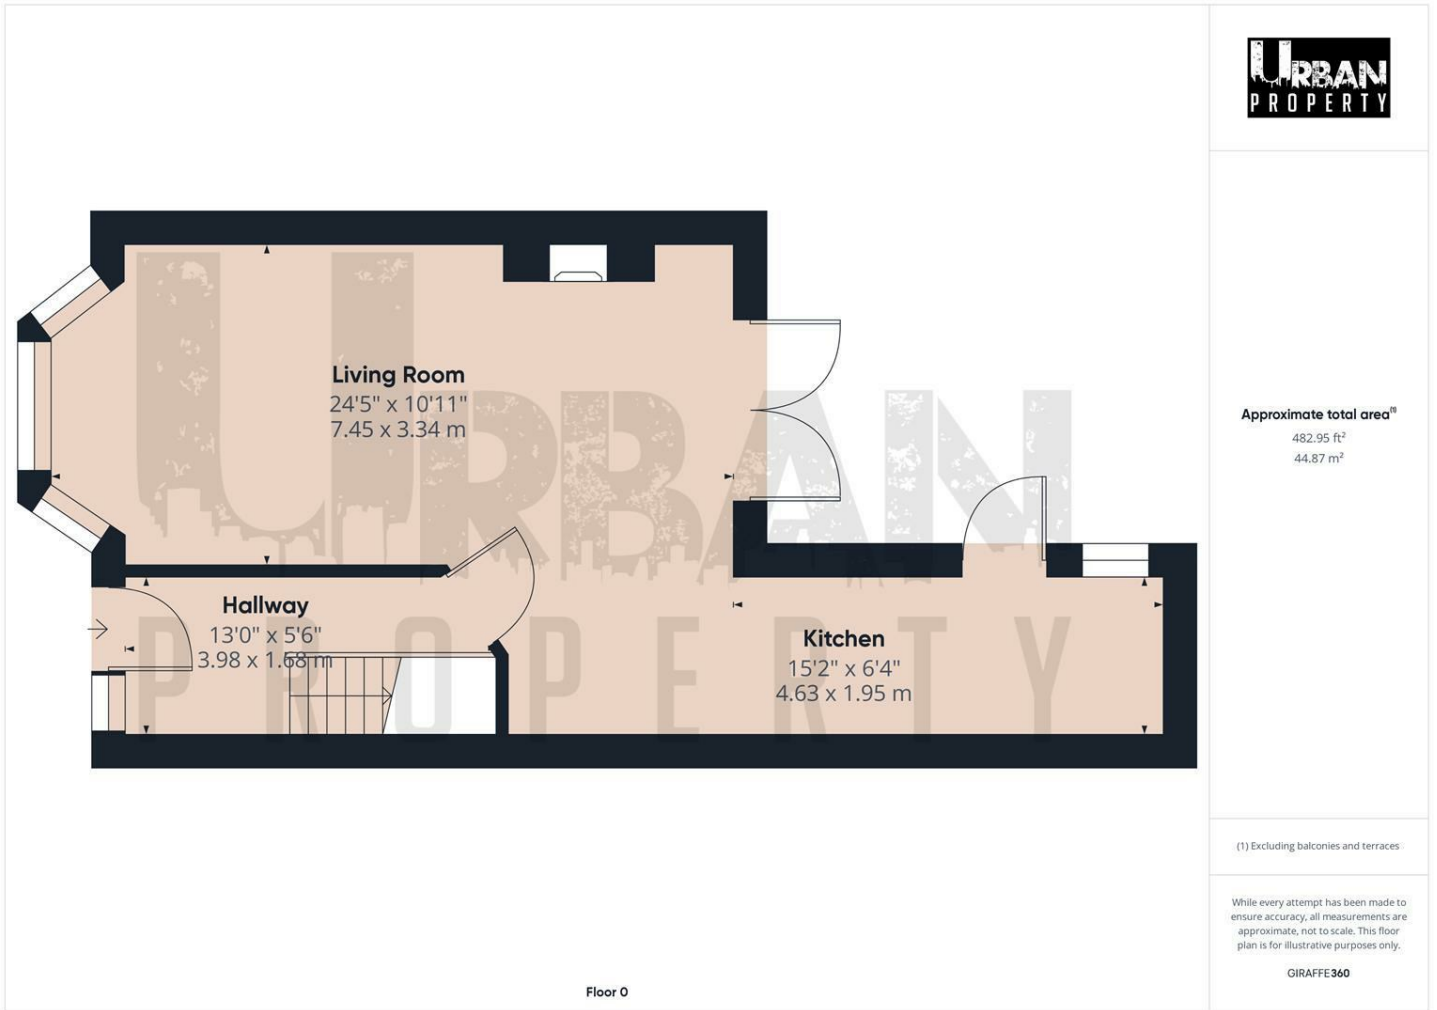 URBAN
PROPERTY
Living Room
24'5" x 10'11"
7.45 x 3.34 m
Hallway
13'0" x 5'6"
3.98 x 1.68 m
Kitchen
15'2" x 6'4"
4.63 x 1.95 m
URBAN
PROPERTY
Floor 0
Approximate total area(1)
482.95 ft²
44.87 m²
(1) Excluding balconies and terraces
While every attempt has been made to
ensure accuracy, all measurements are
approximate, not to scale. This floor
plan is for illustrative purposes only.
GIRAFFE360